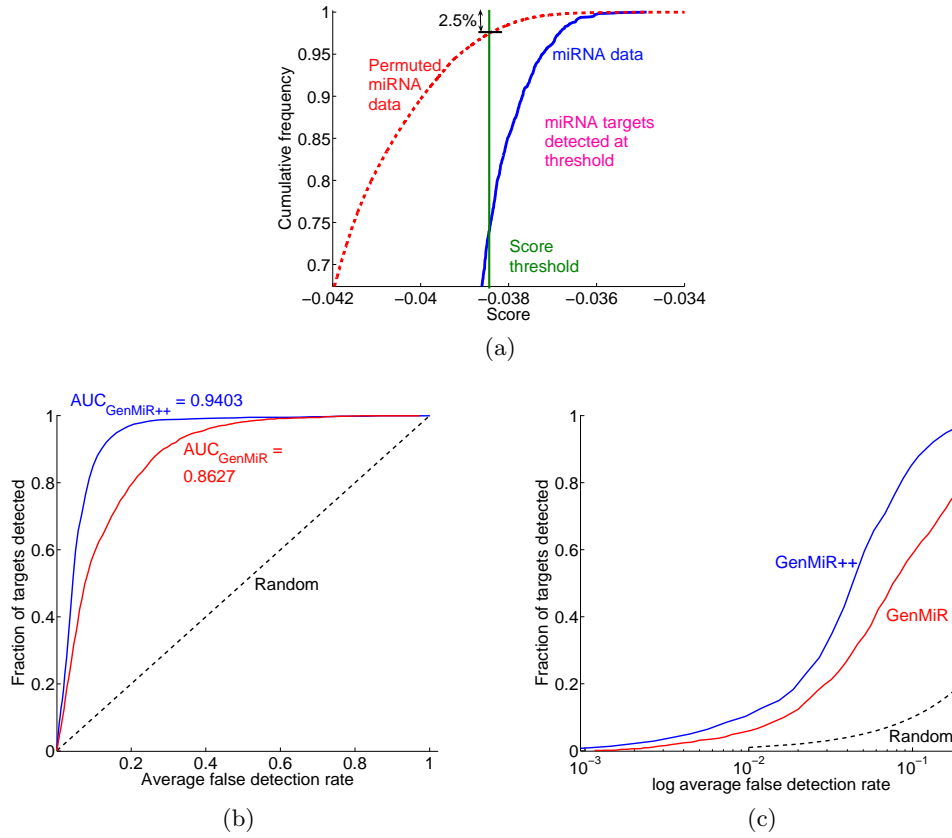 2.5%
1
0.95
0.9
0.85
0.8
0.75
0.7
Cumulative frequency
Permuted
miRNA
data
miRNA data
miRNA targets
detected at
threshold
Score
threshold
−0.042
−0.04
−0.038
−0.036
−0.034
Score
(a)
AUC_GenMiR++ = 0.9403
AUC_GenMiR =
0.8627
Random
1
0.8
0.6
0.4
0.2
0
Fraction of targets detected
0.2
0.4
0.6
0.8
1
Average false detection rate
(b)
1
0.8
0.6
0.4
0.2
0
Fraction of targets detected
GenMiR++
GenMiR
Random
10^−3
10^−2
10^−1
log average false detection rate
(c)